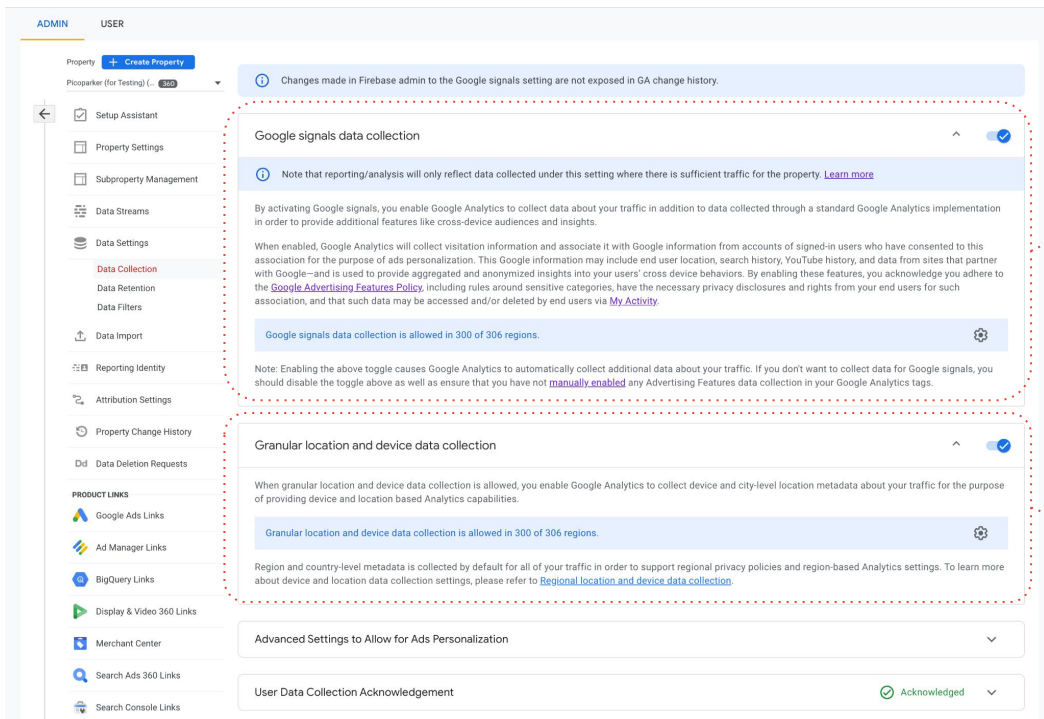 ADMIN
USER
Property
+ Create Property
Picoparker (for Testing) (... 360
Setup Assistant
Property Settings
Subproperty Management
Data Streams
Data Settings
Data Collection
Data Retention
Data Filters
Data Import
Reporting Identity
Attribution Settings
Property Change History
Dd Data Deletion Requests
PRODUCT LINKS
Google Ads Links
Ad Manager Links
BigQuery Links
Display & Video 360 Links
Merchant Center
Search Ads 360 Links
Search Console Links
Changes made in Firebase admin to the Google signals setting are not exposed in GA change history.
Google signals data collection
Note that reporting/analysis will only reflect data collected under this setting where there is sufficient traffic for the property. Learn more
By activating Google signals, you enable Google Analytics to collect data about your traffic in addition to data collected through a standard Google Analytics implementation
in order to provide additional features like cross-device audiences and insights.
When enabled, Google Analytics will collect visitation information and associate it with Google information from accounts of signed-in users who have consented to this
association for the purpose of ads personalization. This Google information may include end user location, search history, YouTube history, and data from sites that partner
with Google—and is used to provide aggregated and anonymized insights into your users' cross device behaviors. By enabling these features, you acknowledge you adhere to
the Google Advertising Features Policy, including rules around sensitive categories, have the necessary privacy disclosures and rights from your end users for such
association, and that such data may be accessed and/or deleted by end users via My Activity.
Google signals data collection is allowed in 300 of 306 regions.
Note: Enabling the above toggle causes Google Analytics to automatically collect additional data about your traffic. If you don't want to collect data for Google signals, you
should disable the toggle above as well as ensure that you have not manually enabled any Advertising Features data collection in your Google Analytics tags.
Granular location and device data collection
When granular location and device data collection is allowed, you enable Google Analytics to collect device and city-level location metadata about your traffic for the purpose
of providing device and location based Analytics capabilities.
Granular location and device data collection is allowed in 300 of 306 regions.
Region and country-level metadata is collected by default for all of your traffic in order to support regional privacy policies and region-based Analytics settings. To learn more
about device and location data collection settings, please refer to Regional location and device data collection.
Advanced Settings to Allow for Ads Personalization
User Data Collection Acknowledgement
Acknowledged